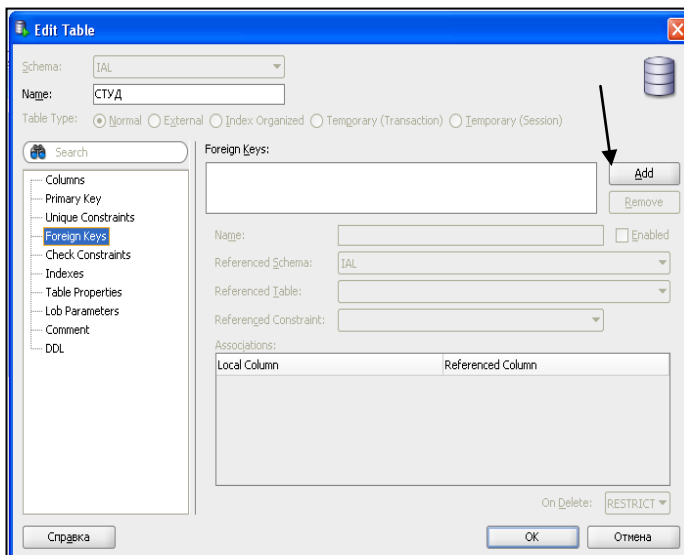 Edit Table
Schema: IAL
Name: СТУД
Table Type: Normal External Index Organized Temporary (Transaction) Temporary (Session)
Search
Columns
Primary Key
Unique Constraints
Foreign Keys
Check Constraints
Indexes
Table Properties
Lob Parameters
Comment
DDL
Foreign Keys:
Add
Remove
Name: Enabled
Referenced Schema: IAL
Referenced Table:
Referenced Constraint:
Associations:
Local Column Referenced Column
On Delete: RESTRICT
Справка OK Отмена